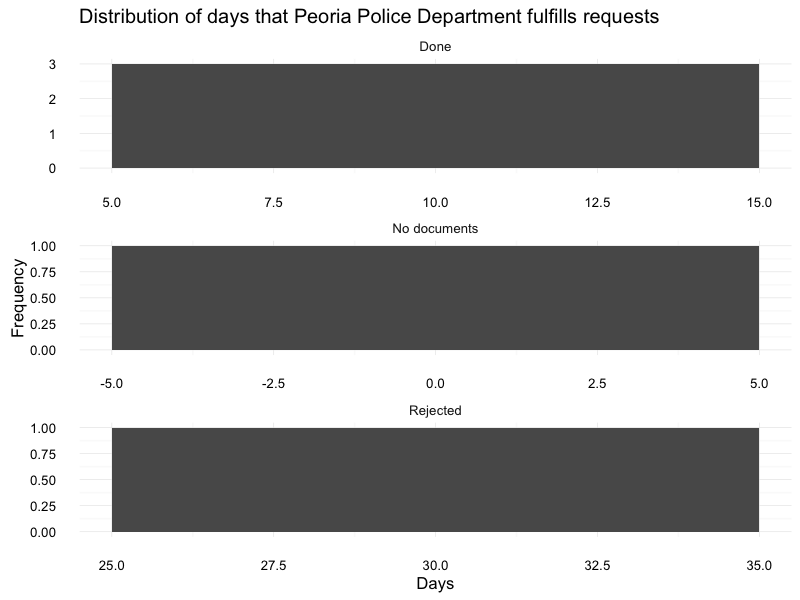 Distribution of days that Peoria Police Department fulfills requests
Done
3
2
1
0
5.0 7.5 10.0 12.5 15.0
No documents
1.00
0.75
0.50
0.25
0.00
-5.0 -2.5 0.0 2.5 5.0
Frequency
Rejected
1.00
0.75
0.50
0.25
0.00
25.0 27.5 30.0 32.5 35.0
Days